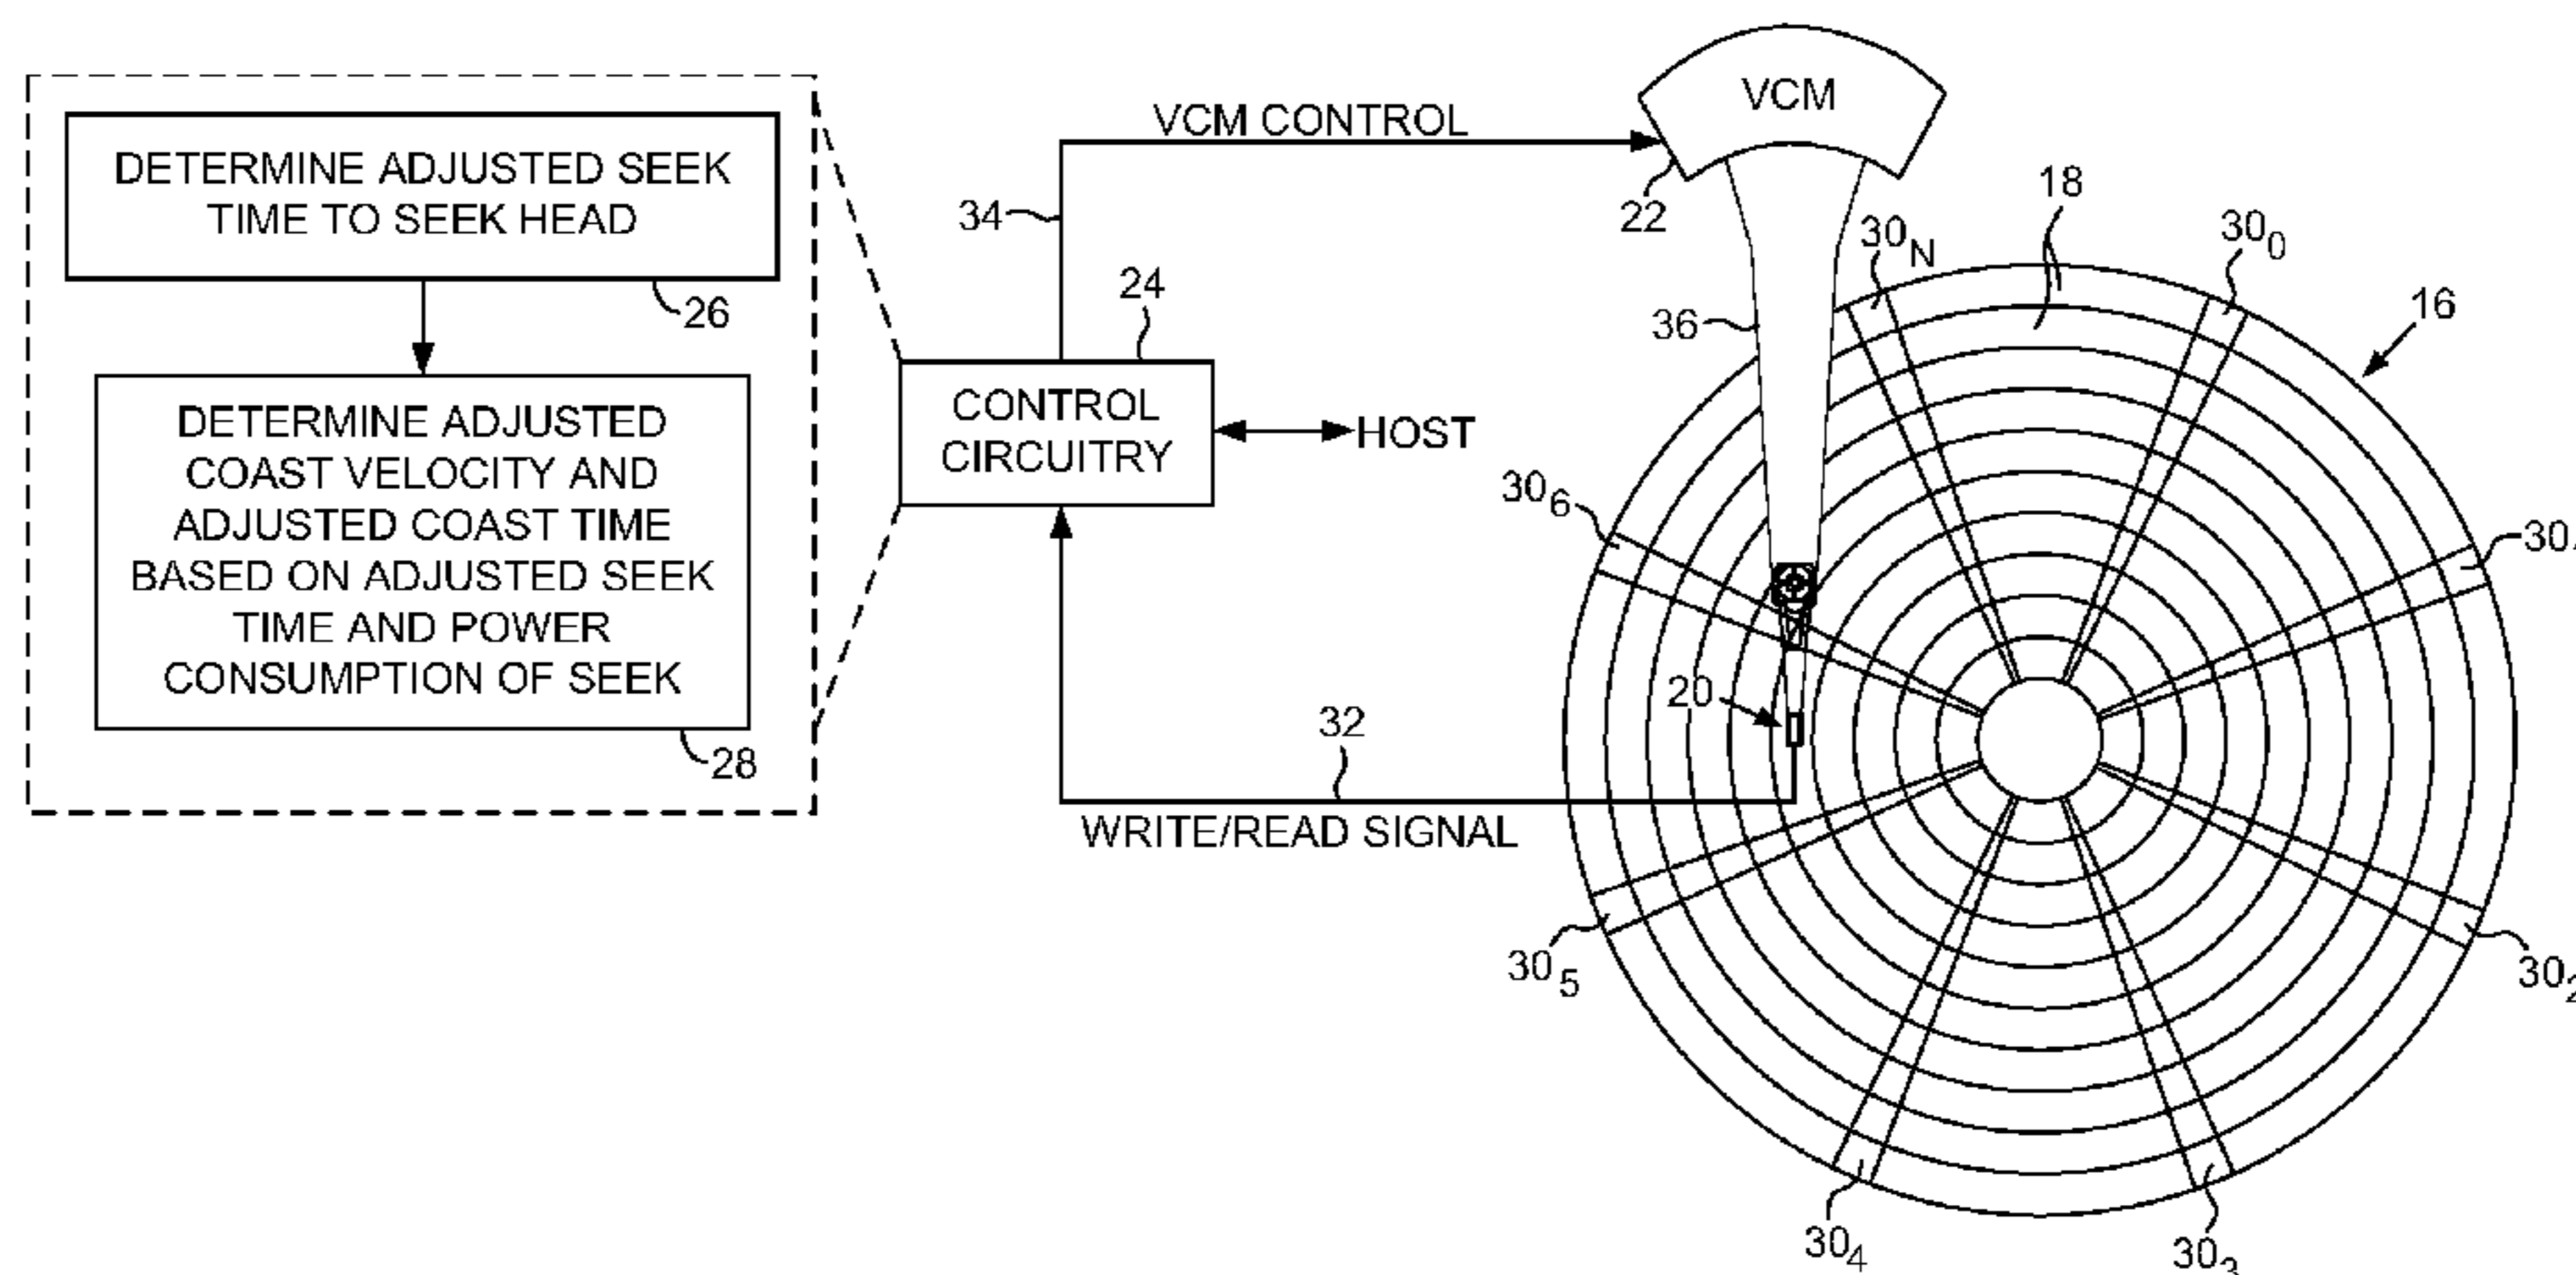 DETERMINE ADJUSTED SEEK
TIME TO SEEK HEAD
26
DETERMINE ADJUSTED
COAST VELOCITY AND
ADJUSTED COAST TIME
BASED ON ADJUSTED SEEK
TIME AND POWER
CONSUMPTION OF SEEK
28
VCM CONTROL
34
24
CONTROL
CIRCUITRY
HOST
32
WRITE/READ SIGNAL
VCM
22
36
20
18
16
30N
300
30
302
303
304
305
306